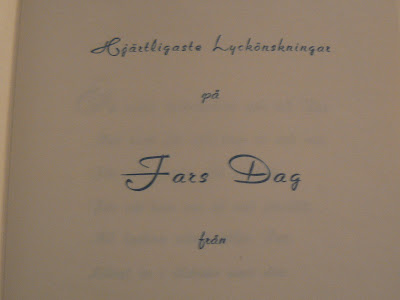 Hjärtligaste Lyckönskningar
på
Fars Dag
från